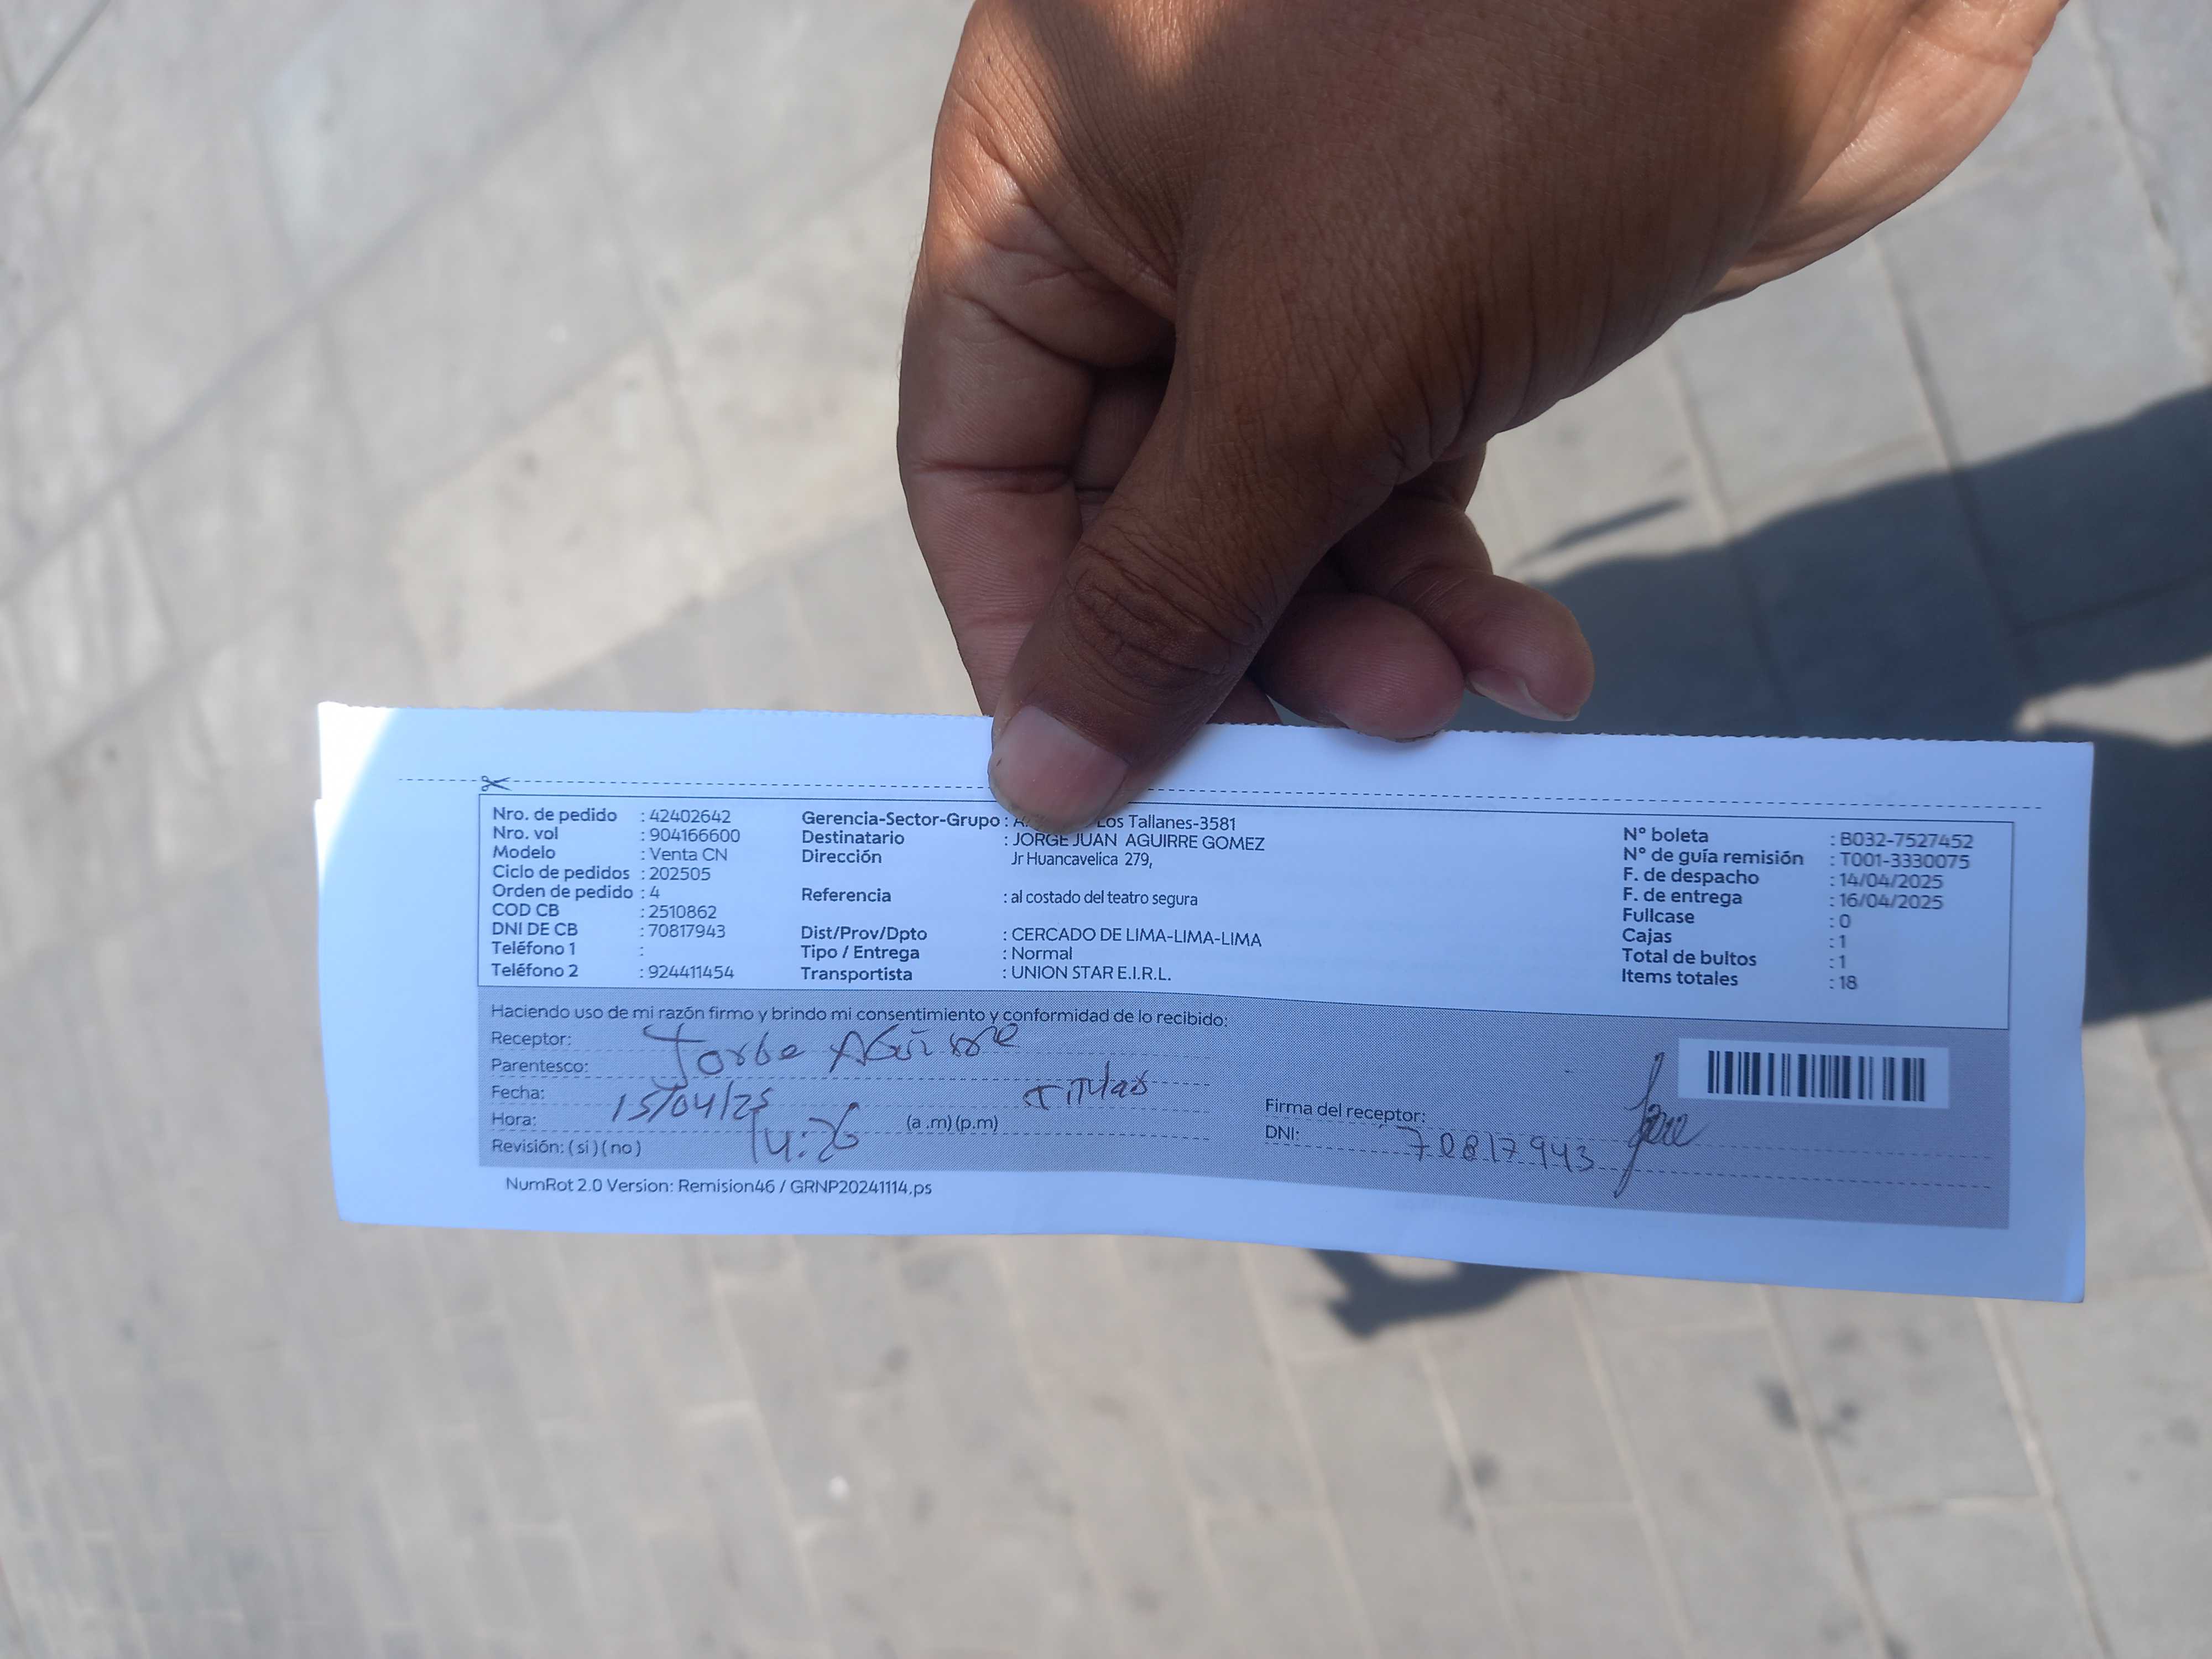 Nro. de pedido : 42402642
Nro. vol : 904166600
Modelo : Venta CN
Ciclo de pedidos : 202505
Orden de pedido : 4
COD CB : 2510862
DNI DE CB : 70817943
Teléfono 1 :
Teléfono 2 : 924411454
Gerencia-Sector-Grupo : Los Tallanes-3581
Destinatario : JORGE JUAN AGUIRRE GOMEZ
Dirección Jr Huancavelica 279,
Referencia : al costado del teatro segura
Dist/Prov/Dpto : CERCADO DE LIMA-LIMA-LIMA
Tipo / Entrega : Normal
Transportista : UNION STAR E.I.R.L.
N° boleta : B032-7527452
N° de guía remisión : T001-3330075
F. de despacho : 14/04/2025
F. de entrega : 16/04/2025
Fullcase : 0
Cajas : 1
Total de bultos : 1
Items totales : 18
Haciendo uso de mi razón firmo y brindo mi consentimiento y conformidad de lo recibido:
Receptor: Jorge Aguirre
Parentesco: Titular
Fecha: 15/04/25
Hora: 14:26 (a .m) (p.m)
Revisión: ( si ) ( no )
Firma del receptor:
DNI: 70817943
NumRot 2.0 Version: Remision46 / GRNP20241114.ps